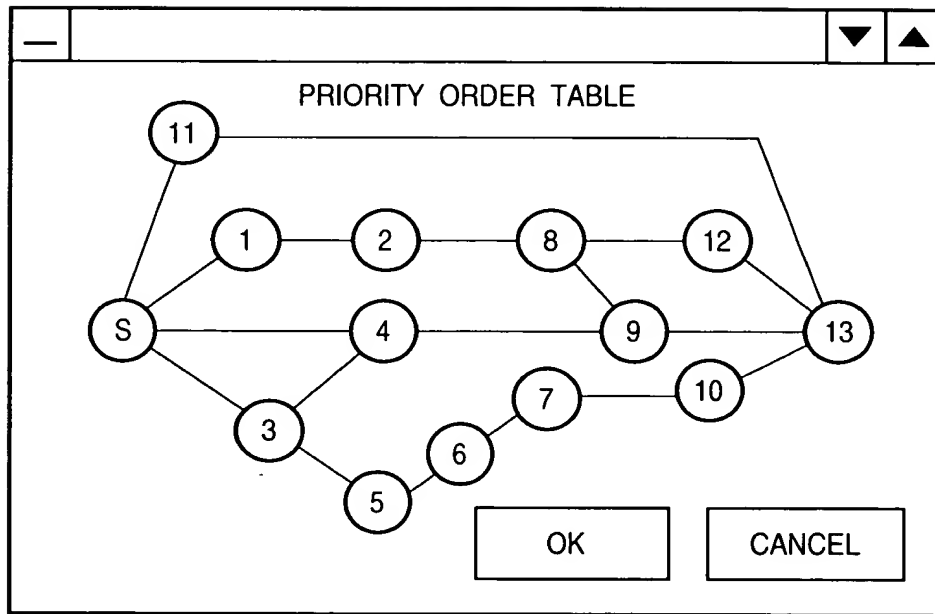 PRIORITY ORDER TABLE
11
1 2 8 12
S 4 9 13
3 7 10
5 6
OK CANCEL